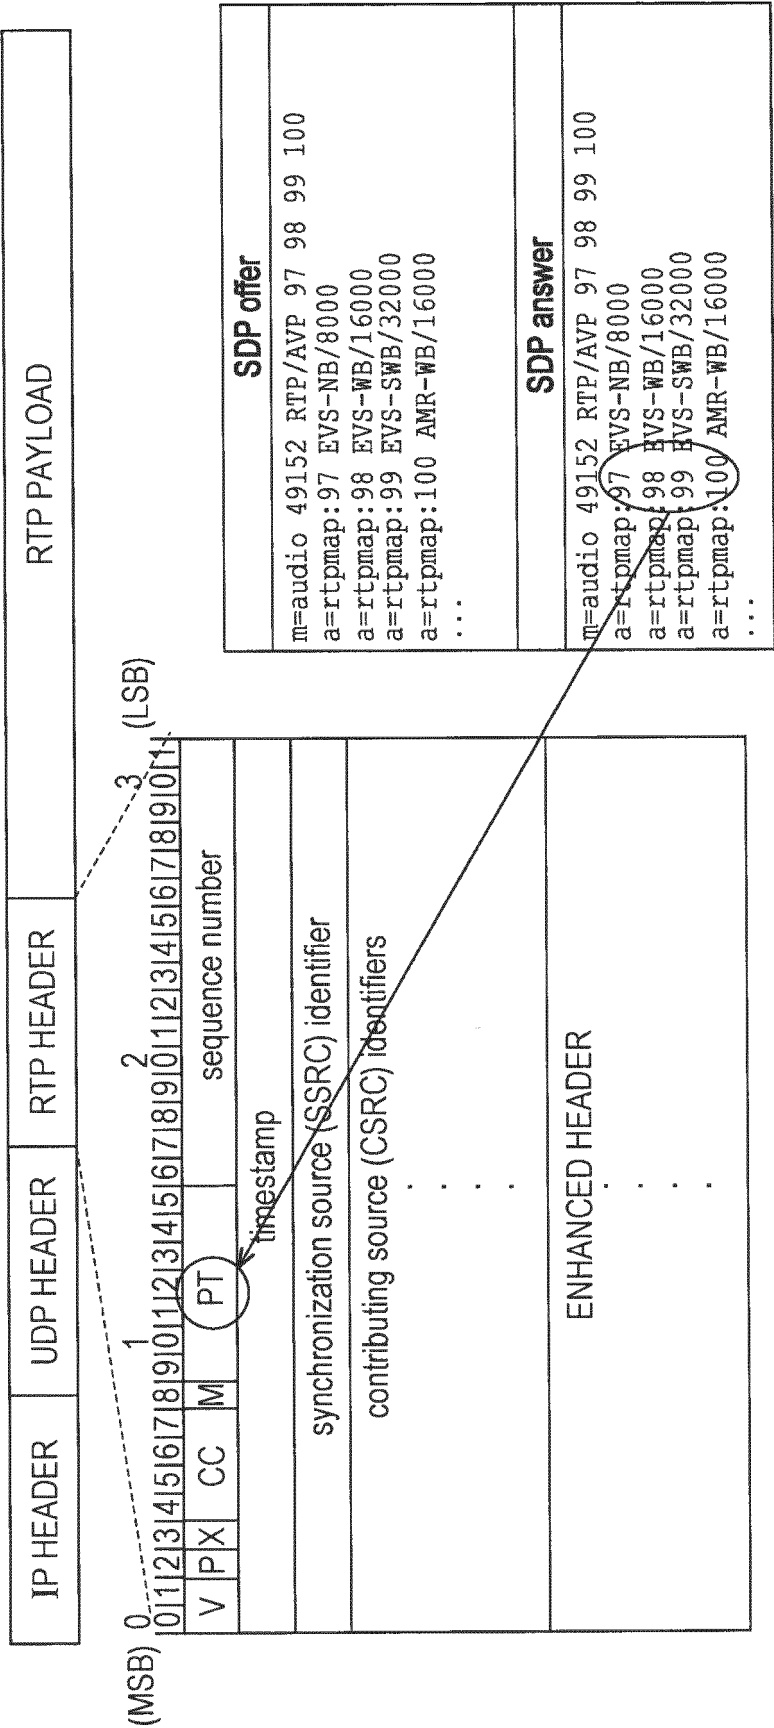 IP HEADER UDP HEADER RTP HEADER RTP PAYLOAD
(MSB) 0 1 2 3 (LSB)
0|1|2|3|4|5|6|7|8|9|0|1|2|3|4|5|6|7|8|9|0|1|2|3|4|5|6|7|8|9|0|1
V P X CC M PT sequence number
timestamp
synchronization source (SSRC) identifier
contributing source (CSRC) identifiers
. . . .
ENHANCED HEADER
. . . .
SDP offer
m=audio 49152 RTP/AVP 97 98 99 100
a=rtpmap:97 EVS-NB/8000
a=rtpmap:98 EVS-WB/16000
a=rtpmap:99 EVS-SWB/32000
a=rtpmap:100 AMR-WB/16000
...
SDP answer
m=audio 49152 RTP/AVP 97 98 99 100
a=rtpmap:97 EVS-NB/8000
a=rtpmap:98 EVS-WB/16000
a=rtpmap:99 EVS-SWB/32000
a=rtpmap:100 AMR-WB/16000
...